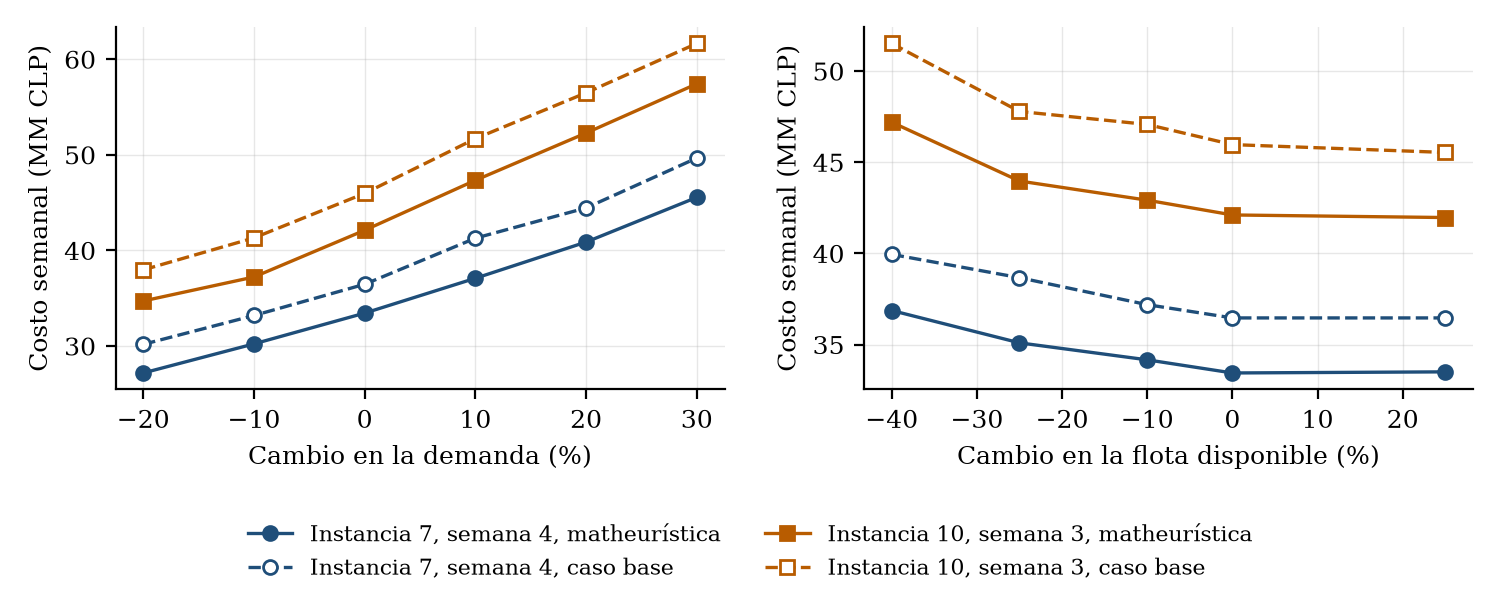 Costo semanal (MM CLP)
60
50
40
30
−20 −10 0 10 20 30
Cambio en la demanda (%)
Costo semanal (MM CLP)
50
45
40
35
−40 −30 −20 −10 0 10 20
Cambio en la flota disponible (%)
Instancia 7, semana 4, matheurística
Instancia 7, semana 4, caso base
Instancia 10, semana 3, matheurística
Instancia 10, semana 3, caso base